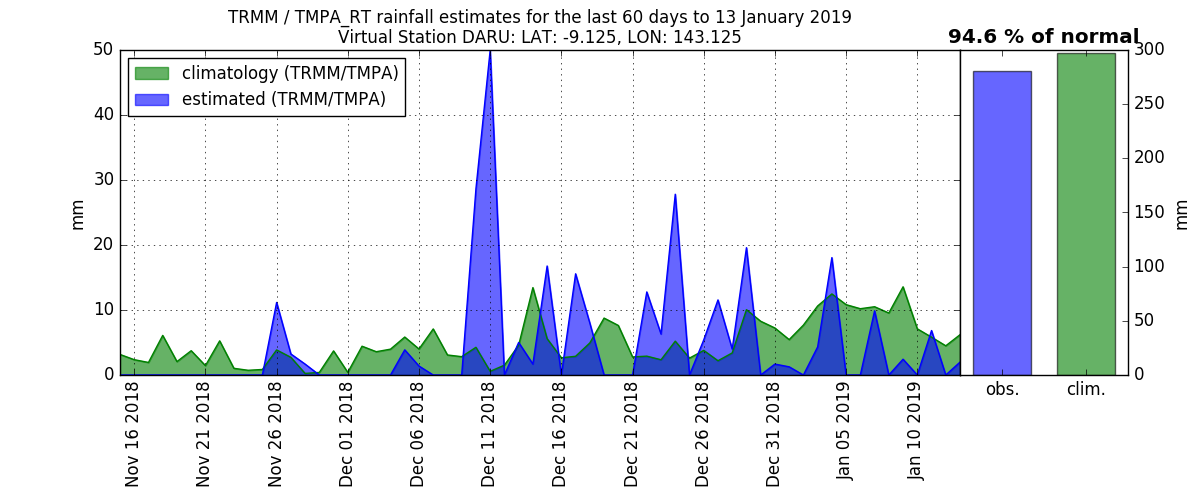 TRMM / TMPA_RT rainfall estimates for the last 60 days to 13 January 2019
Virtual Station DARU: LAT: -9.125, LON: 143.125
94.6 % of normal
climatology (TRMM/TMPA)
estimated (TRMM/TMPA)
50
40
30
20
10
0
mm
Nov 16 2018
Nov 21 2018
Nov 26 2018
Dec 01 2018
Dec 06 2018
Dec 11 2018
Dec 16 2018
Dec 21 2018
Dec 26 2018
Dec 31 2018
Jan 05 2019
Jan 10 2019
300
250
200
150
100
50
0
mm
obs.
clim.